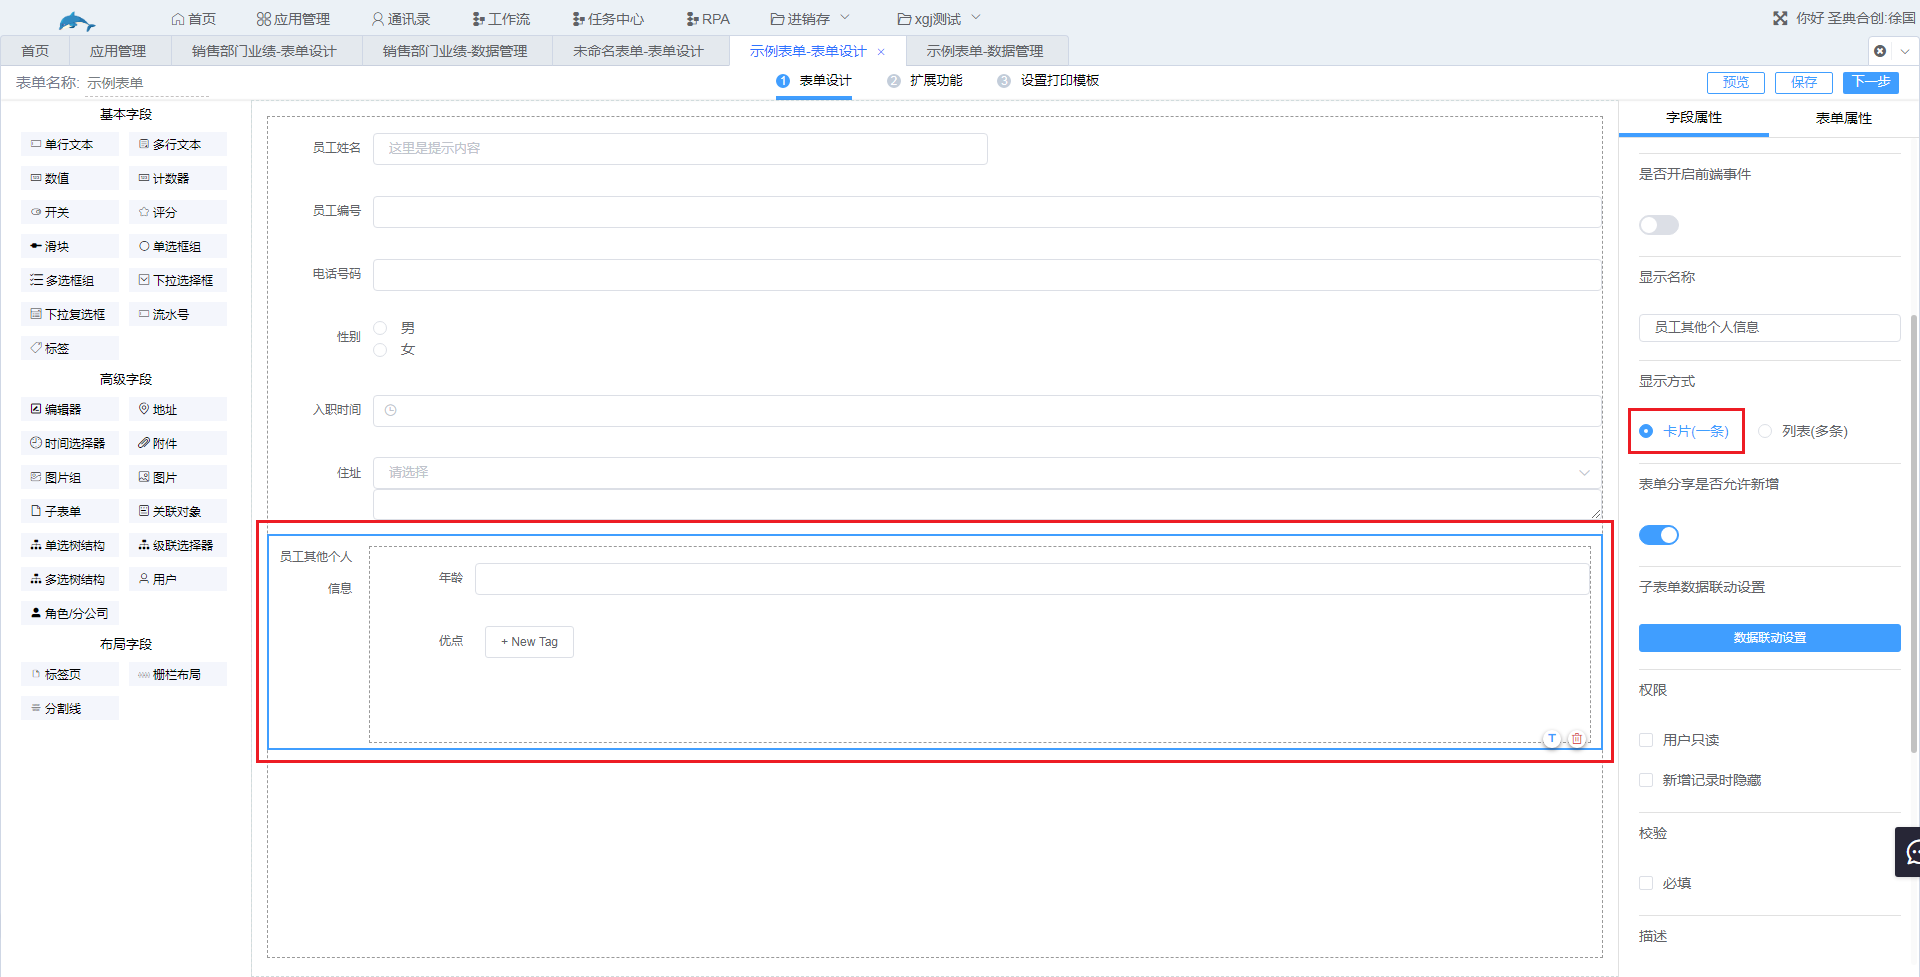 首页 应用管理 通讯录 工作流 任务中心 RPA 进销存 xgj测试 你好 圣典合创:徐国
首页 应用管理 销售部门业绩-表单设计 销售部门业绩-数据管理 未命名表单-表单设计 示例表单-表单设计 × 示例表单-数据管理
表单名称: 示例表单 1 表单设计 2 扩展功能 3 设置打印模板 预览 保存 下一步
基本字段
单行文本 多行文本
数值 计数器
开关 评分
滑块 单选框组
多选框组 下拉选择框
下拉复选框 流水号
标签
高级字段
编辑器 地址
时间选择器 附件
图片组 图片
子表单 关联对象
单选树结构 级联选择器
多选树结构 用户
角色/分公司
布局字段
标签页 栅栏布局
分割线
员工姓名 这里是提示内容
员工编号
电话号码
性别 男
女
入职时间
住址 请选择
员工其他个人
信息
年龄
优点 + New Tag
T
字段属性 表单属性
是否开启前端事件
显示名称
员工其他个人信息
显示方式
卡片(一条) 列表(多条)
表单分享是否允许新增
子表单数据联动设置
数据联动设置
权限
用户只读
新增记录时隐藏
校验
必填
描述